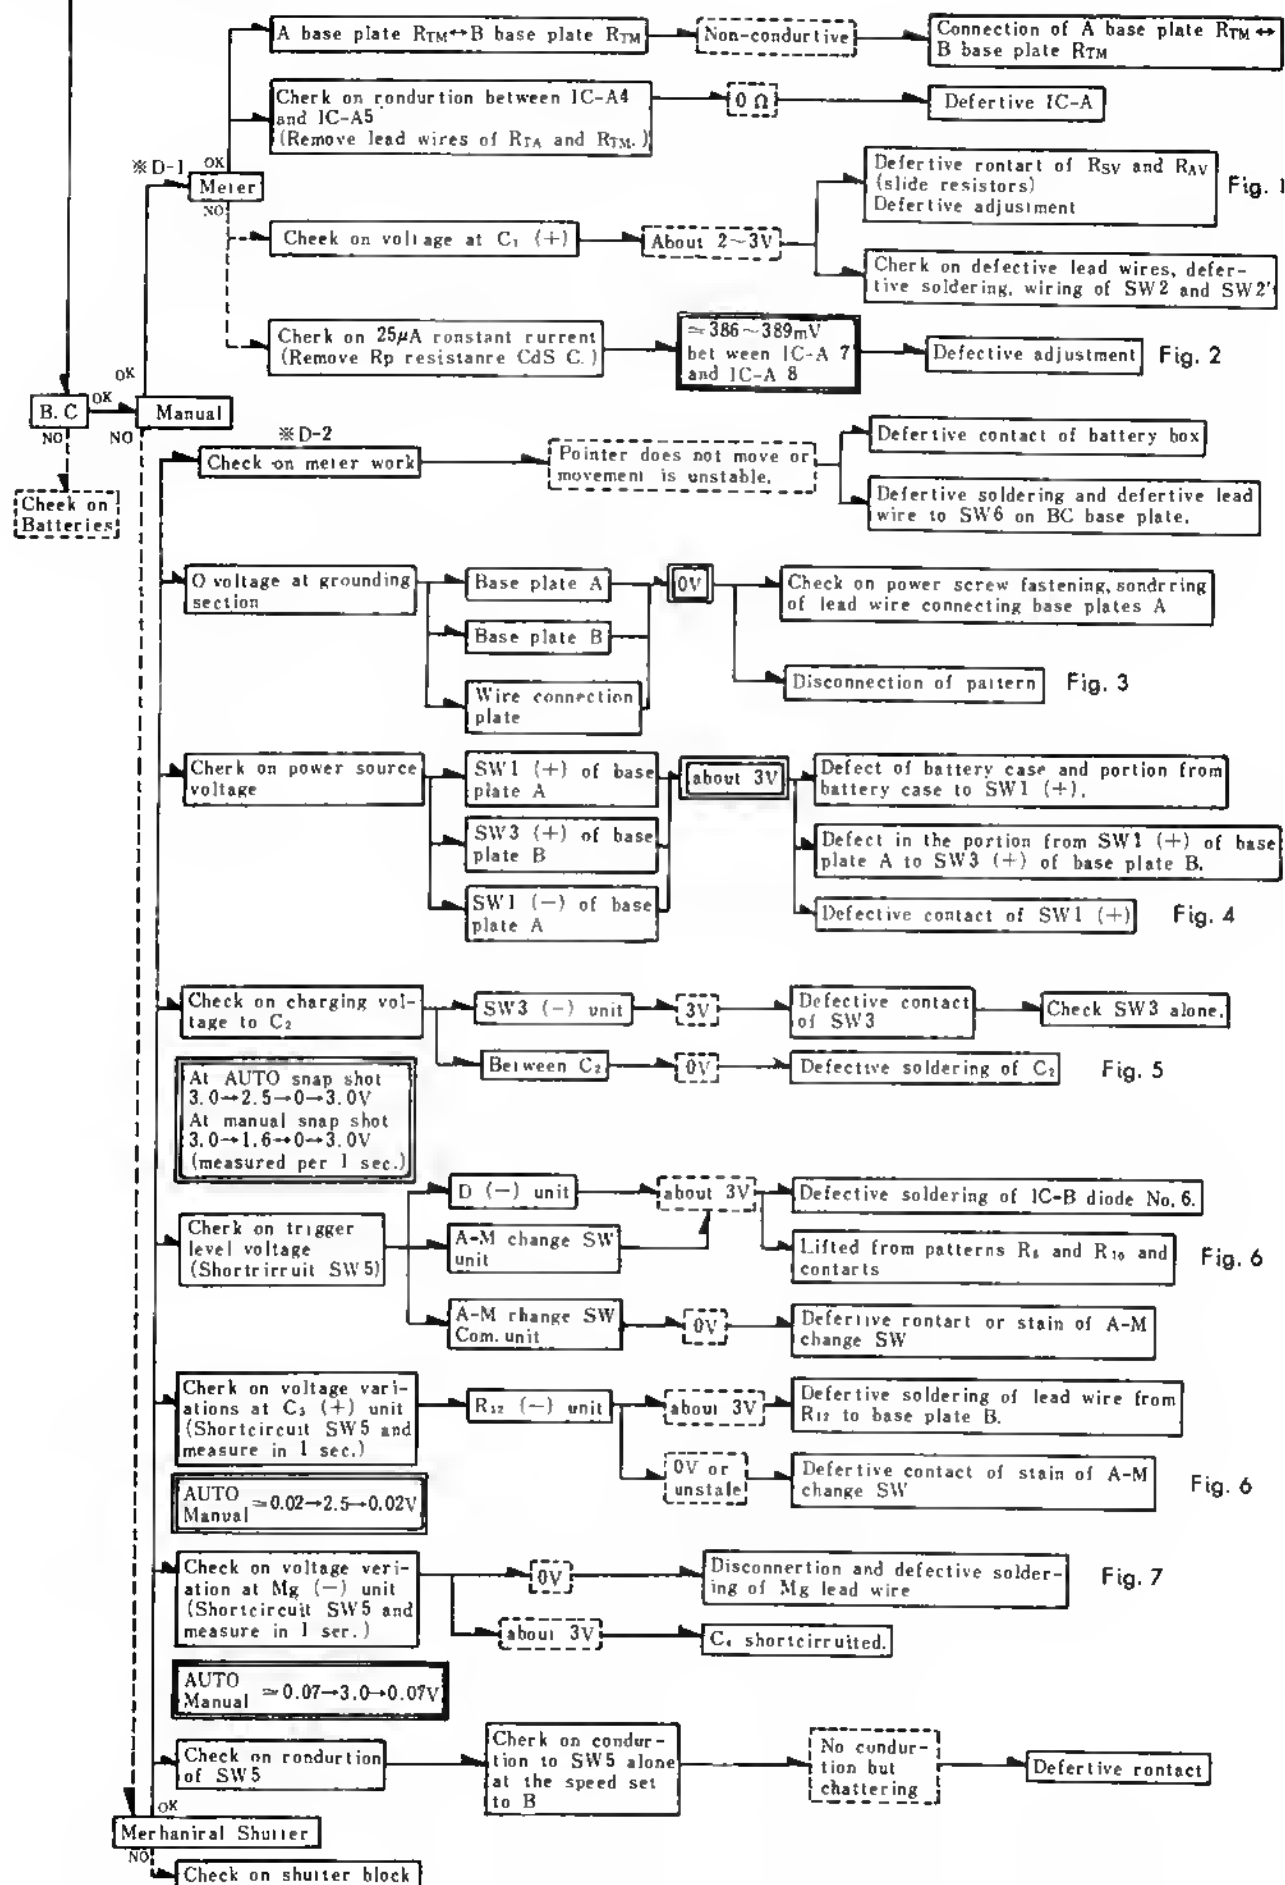 A base plate RTM↔B base plate RTM
Non-condurtive
Connection of A base plate RTM↔
B base plate RTM
Cherk on rondurtion between IC-A4
and IC-A5
(Remove lead wires of RTA and RTM.)
0 Ω
Defertive IC-A
※D-1
OK
Meter
NO
Defertive rontart of RSV and RAV
(slide resistors)
Defertive adjustment
Fig. 1
Cheek on voltage at C1 (+)
About 2~3V
Cherk on defective lead wires, defer-
tive soldering, wiring of SW2 and SW2'
Cherk on 25μA ronstant rurrent
(Remove Rp resistanre CdS C.)
≃386~389mV
bet ween IC-A 7
and IC-A 8
Defective adjustment
Fig. 2
OK
B. C
OK
Manual
NO
NO
Cheek on
Batteries
※D-2
Check on meter work
Pointer does not move or
movement is unstable.
Defertive contact of battery box
Defertive soldering and defertive lead
wire to SW6 on BC base plate.
O voltage at grounding
section
Base plate A
Base plate B
Wire connection
plate
0V
Check on power screw fastening, sondrring
of lead wire connecting base plates A
Disconnection of pattern
Fig. 3
Cherk on power source
voltage
SW1 (+) of base
plate A
SW3 (+) of base
plate B
SW1 (−) of base
plate A
about 3V
Defect of battery case and portion from
battery case to SW1 (+).
Defect in the portion from SW1 (+) of base
plate A to SW3 (+) of base plate B.
Defective contact of SW1 (+)
Fig. 4
Check on charging vol-
tage to C2
SW3 (−) unit
3V
Defective contact
of SW3
Check SW3 alone.
Between C2
0V
Defective soldering of C2
Fig. 5
At AUTO snap shot
3.0→2.5→0→3.0V
At manual snap shot
3.0→1.6→0→3.0V
(measured per 1 sec.)
Cherk on trigger
level voltage
(Shortrirruit SW5)
D (−) unit
about 3V
Defective soldering of IC-B diode No. 6.
A-M change SW
unit
Lifted from patterns R8 and R10 and
contarts
Fig. 6
A-M rhange SW
Com. unit
0V
Defertive rontart or stain of A-M
change SW
Cherk on voltage vari-
ations at C3 (+) unit
(Shortcircuit SW5 and
measure in 1 sec.)
R12 (−) unit
about 3V
Defective soldering of lead wire from
R12 to base plate B.
0V or
unstale
Defertive contact of stain of A-M
change SW
Fig. 6
AUTO
Manual ≃0.02→2.5→0.02V
Check on voltage veri-
ation at Mg (−) unit
(Shortcircuit SW5 and
measure in 1 ser.)
0V
Disconnertion and defective solder-
ing of Mg lead wire
Fig. 7
about 3V
C4 shortcirruited.
AUTO
Manual ≃0.07→3.0→0.07V
Check on rondurtion
of SW5
Cherk on condur-
tion to SW5 alone
at the speed set
to B
No condur-
tion but
chattering
Defertive rontact
OK
Merhaniral Shutter
NO
Check on shutter block